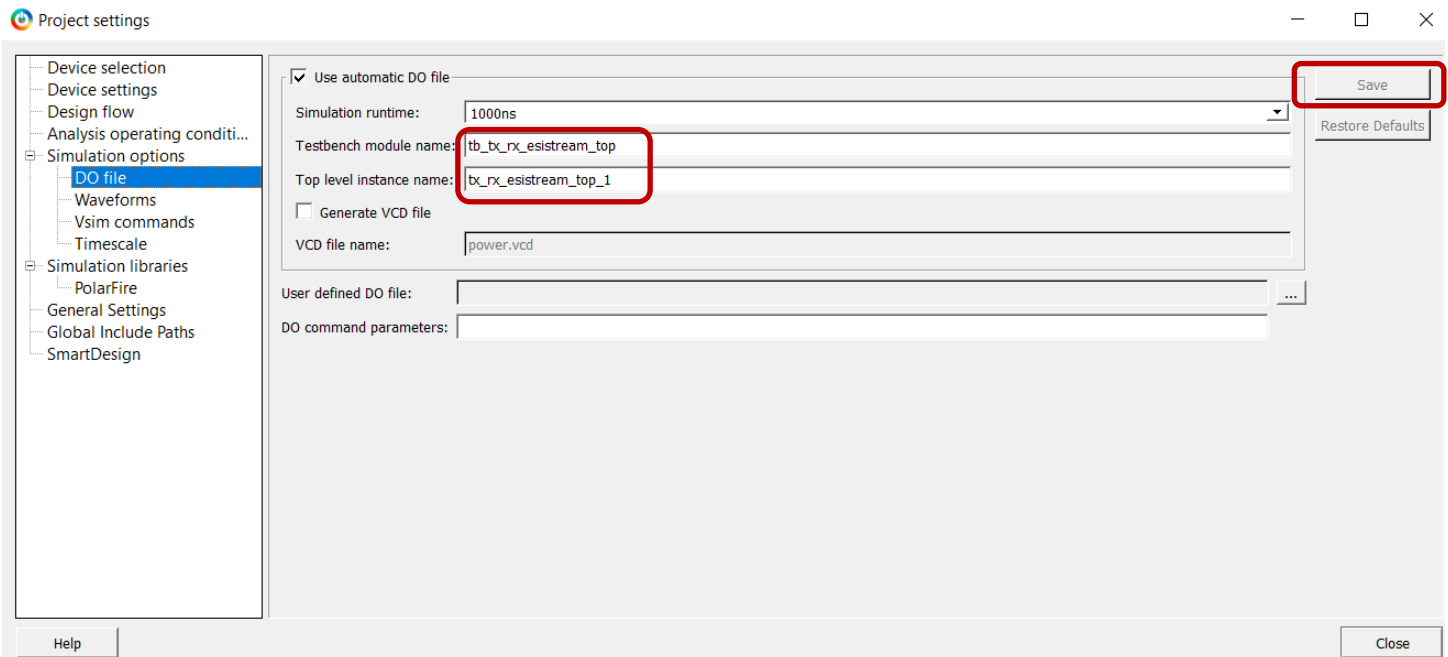 Project settings
Device selection
Device settings
Design flow
Analysis operating conditi...
Simulation options
DO file
Waveforms
Vsim commands
Timescale
Simulation libraries
PolarFire
General Settings
Global Include Paths
SmartDesign
Use automatic DO file
Simulation runtime: 1000ns
Testbench module name: tb_tx_rx_esistream_top
Top level instance name: tx_rx_esistream_top_1
Generate VCD file
VCD file name: power.vcd
User defined DO file: ...
DO command parameters:
Save
Restore Defaults
Help
Close